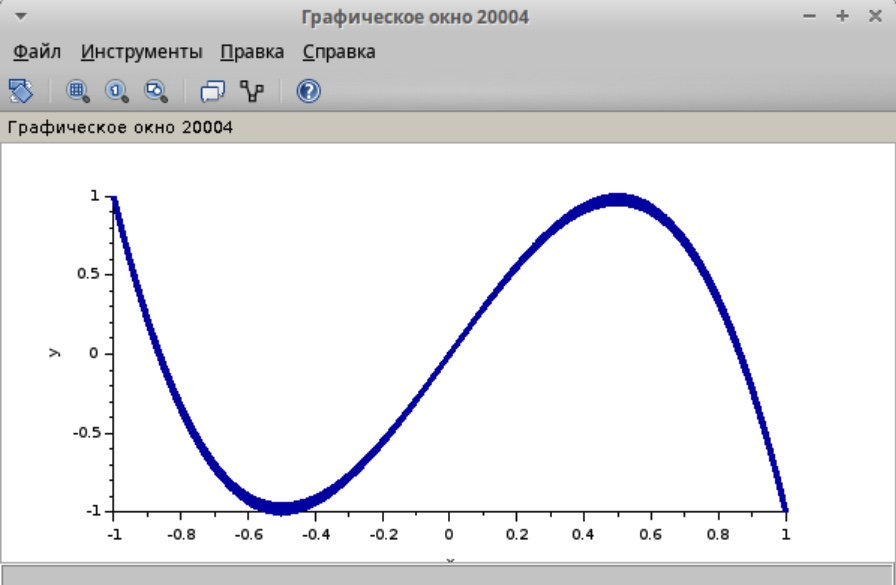 Графическое окно 20004
Файл Инструменты Правка Справка
Графическое окно 20004
1
0.5
y
0
-0.5
-1
-1 -0.8 -0.6 -0.4 -0.2 0 0.2 0.4 0.6 0.8 1